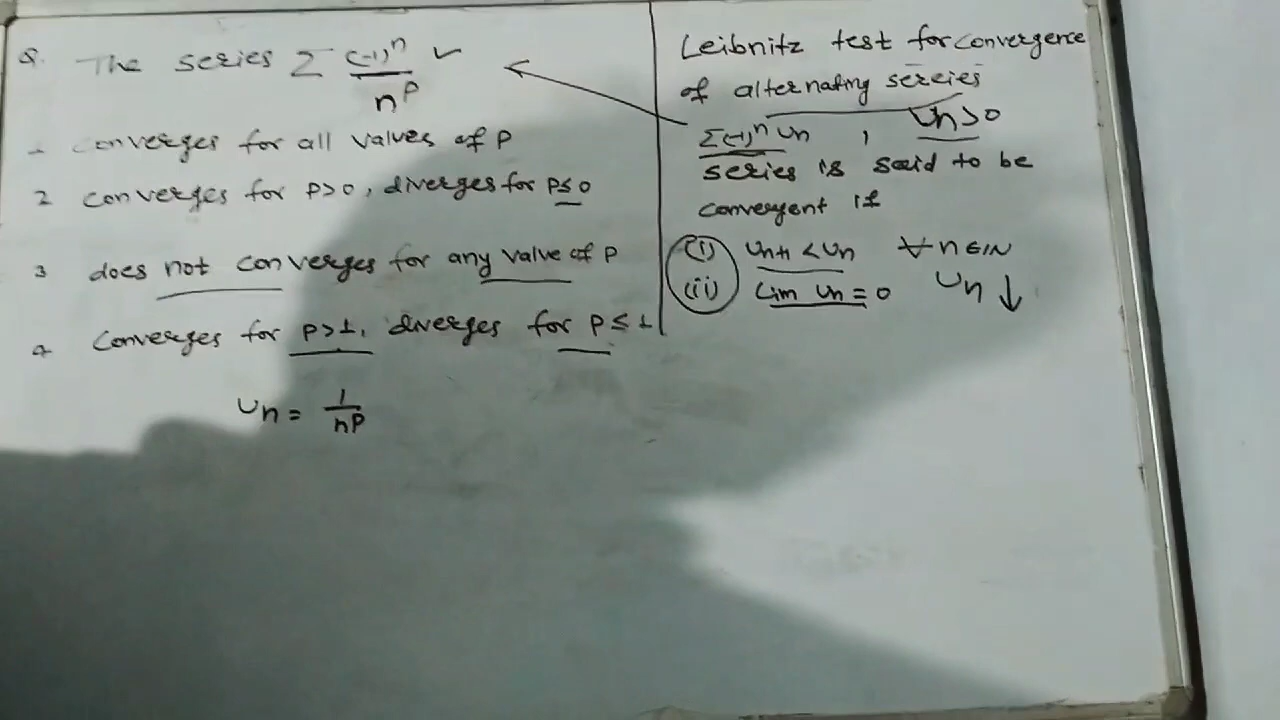 Q. The series Σ (-1)ⁿ / nᴾ ✓
1 converges for all values of P
2 converges for P>0, diverges for P≤0
3 does not converges for any value of P
4 Converges for P>1, diverges for P≤1
Un = 1/nᴾ
Leibnitz test for convergence
of alternating sereies
Σ(-1)ⁿ Un , Un>0
series is said to be
convergent if
(i) Un+1 < Un ∀ n ∈ IN
(ii) Lim Un = 0 Un ↓